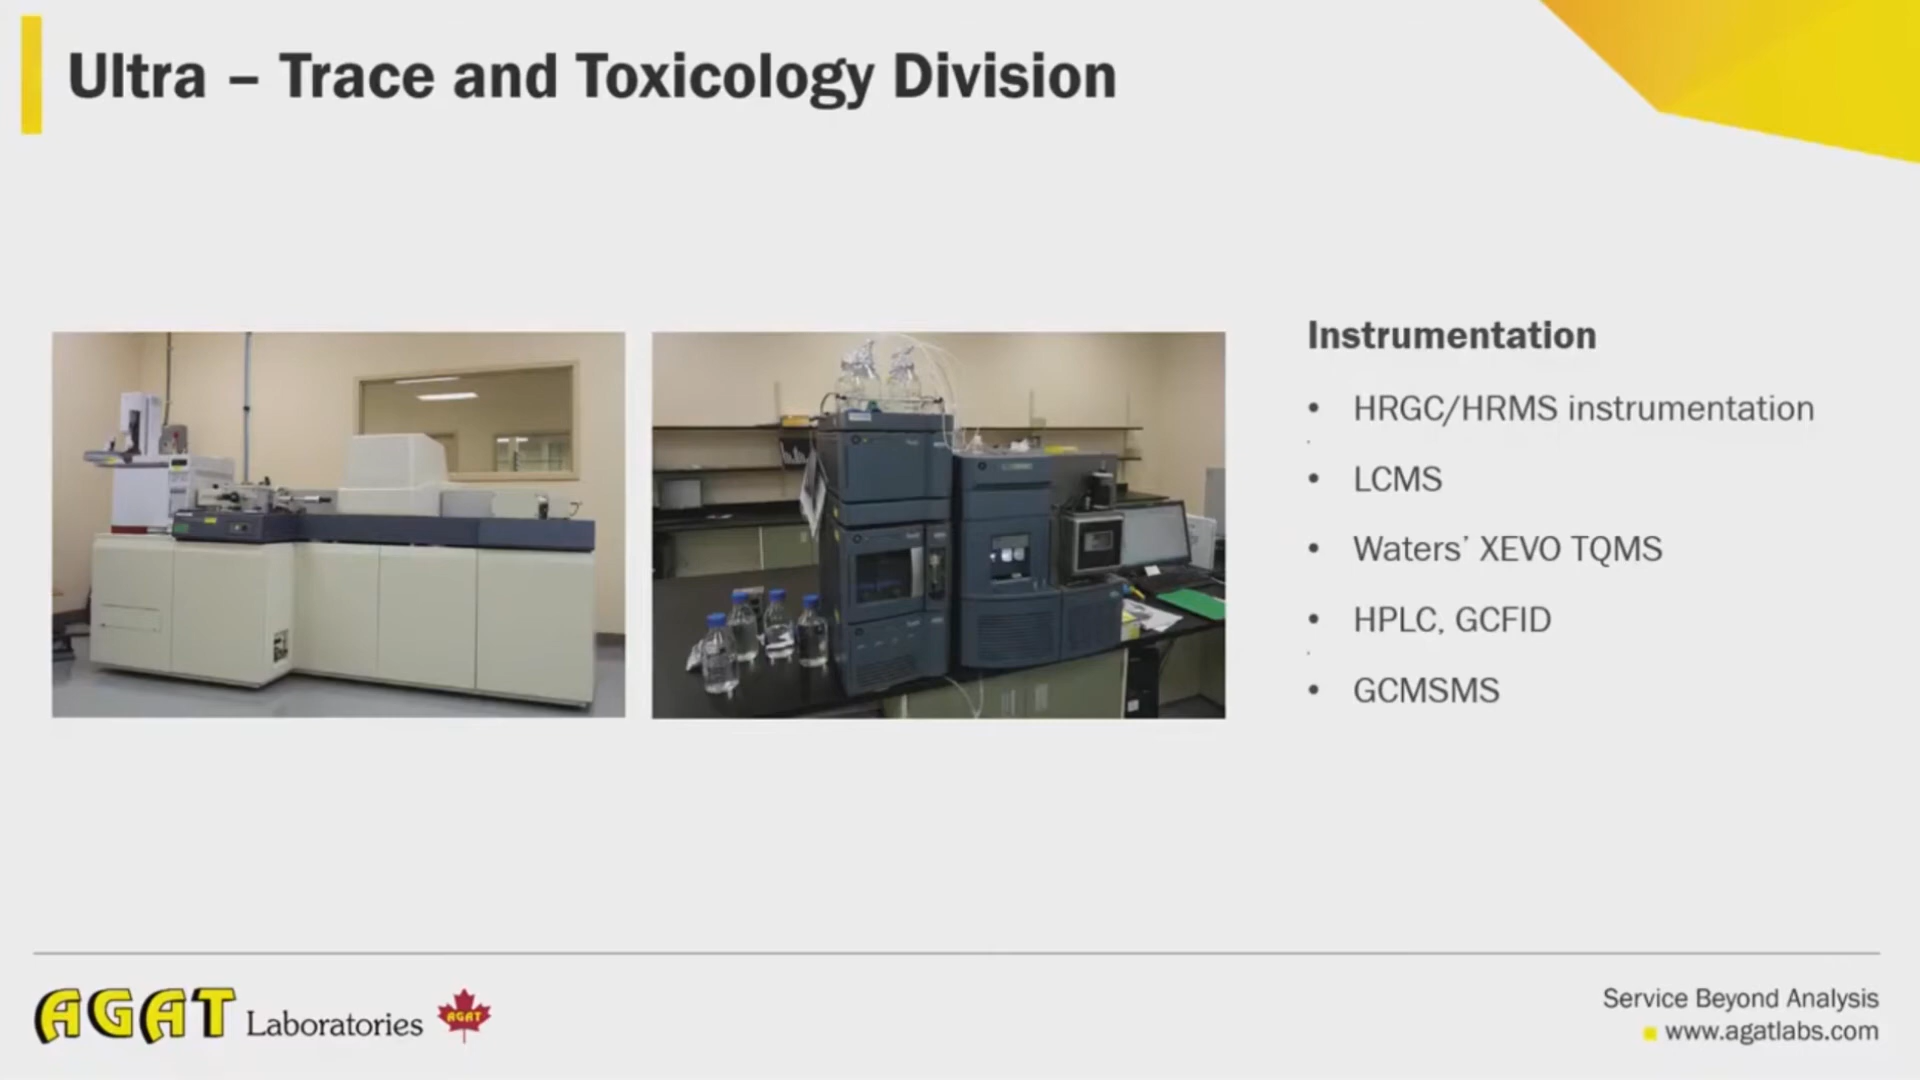 Ultra – Trace and Toxicology Division
Instrumentation
• HRGC/HRMS instrumentation
• LCMS
• Waters’ XEVO TQMS
• HPLC, GCFID
• GCMSMS
AGAT Laboratories
AGAT
Service Beyond Analysis
www.agatlabs.com